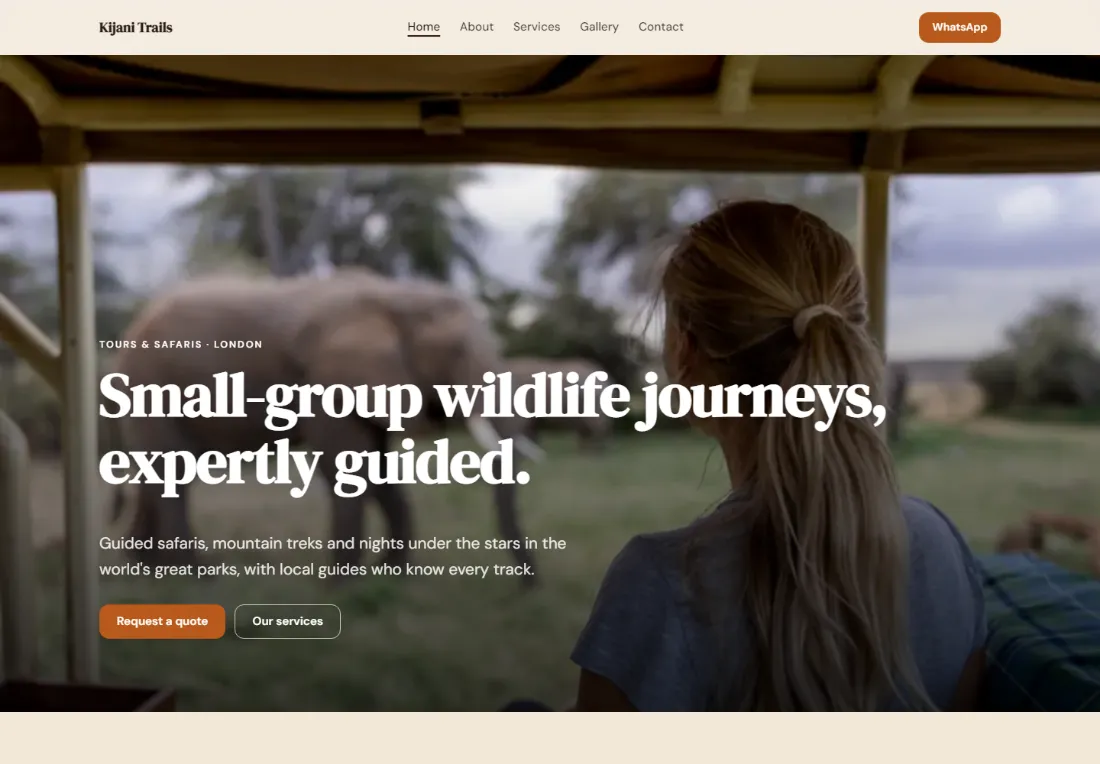 Kijani Trails
Home
About
Services
Gallery
Contact
WhatsApp
TOURS & SAFARIS · LONDON
Small-group wildlife journeys,
expertly guided.
Guided safaris, mountain treks and nights under the stars in the
world's great parks, with local guides who know every track.
Request a quote
Our services